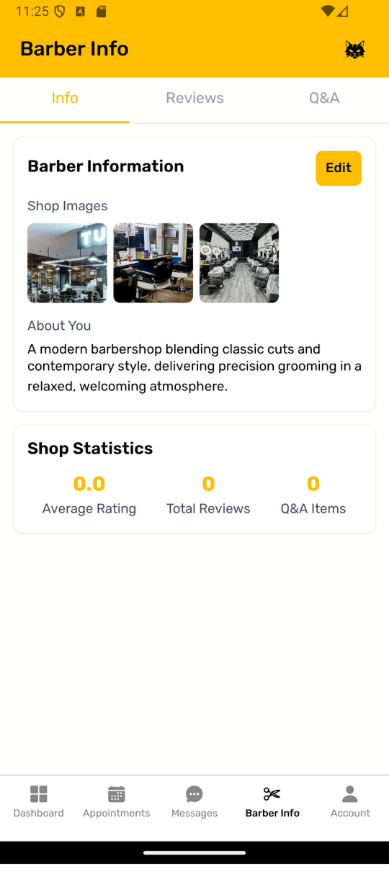 11:25
Barber Info
Info
Reviews
Q&A
Barber Information
Edit
Shop Images
TU
About You
A modern barbershop blending classic cuts and
contemporary style, delivering precision grooming in a
relaxed, welcoming atmosphere.
Shop Statistics
0.0
0
0
Average Rating
Total Reviews
Q&A Items
Dashboard
Appointments
Messages
Barber Info
Account